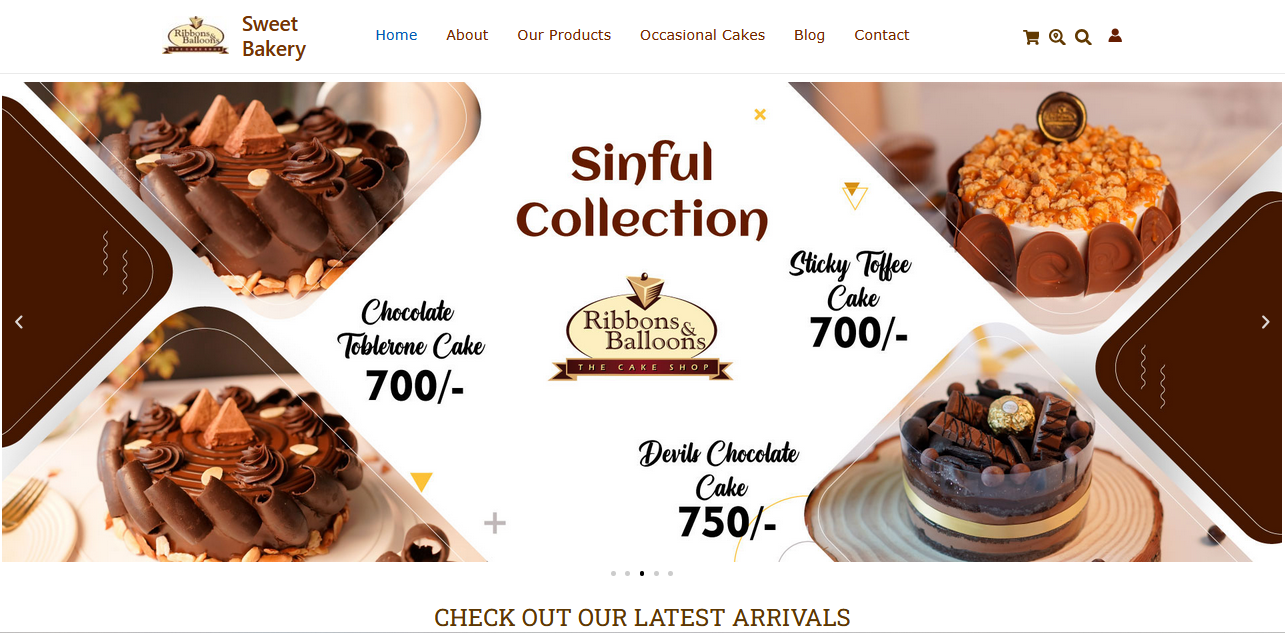 Ribbons &
Balloons
THE CAKE SHOP
Sweet
Bakery
Home
About
Our Products
Occasional Cakes
Blog
Contact
Sinful
Collection
Sticky Toffee
Cake
700/-
Chocolate
Toblerone Cake
700/-
Ribbons &
Balloons
THE CAKE SHOP
Devils Chocolate
Cake
750/-
CHECK OUT OUR LATEST ARRIVALS